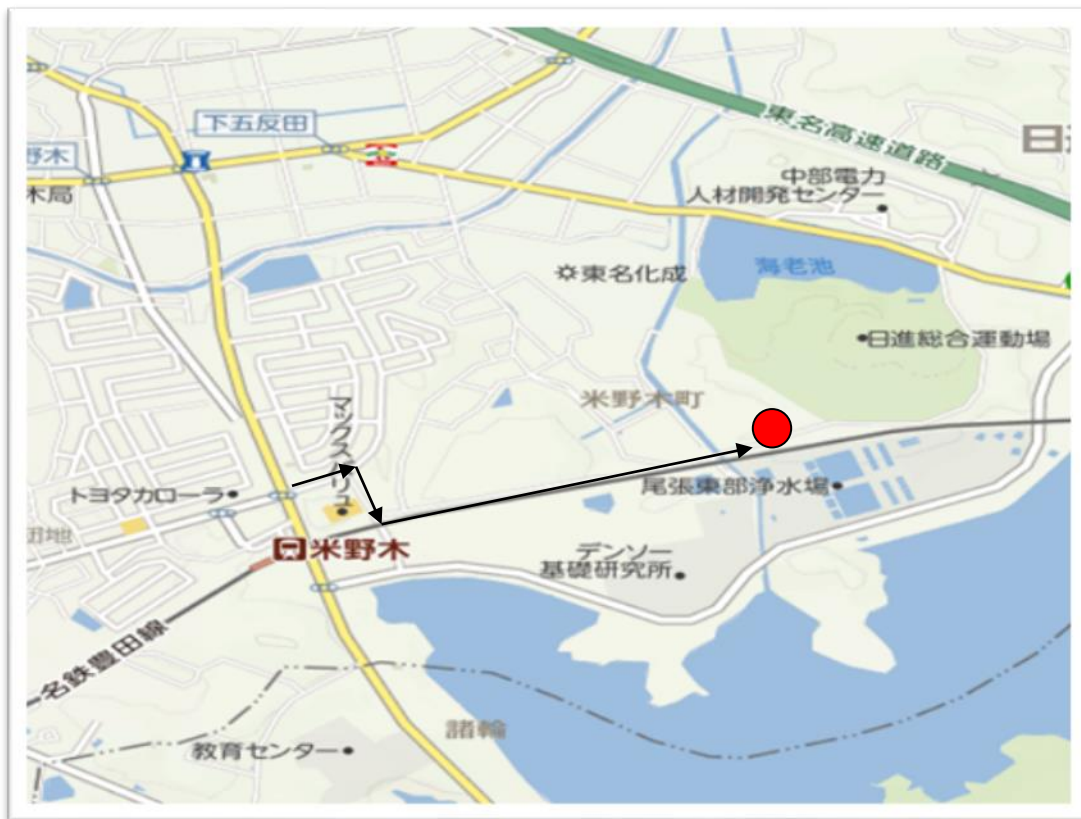 東名高速道路
日進
下五反田
野木
木局
中部電力
人材開発センター
海老池
東名化成
日進総合運動場
米野木町
マックスバリュ
トヨタカローラ
尾張東部浄水場
団地
米野木
デンソー
基礎研究所
名鉄豊田線
諸輪
教育センター